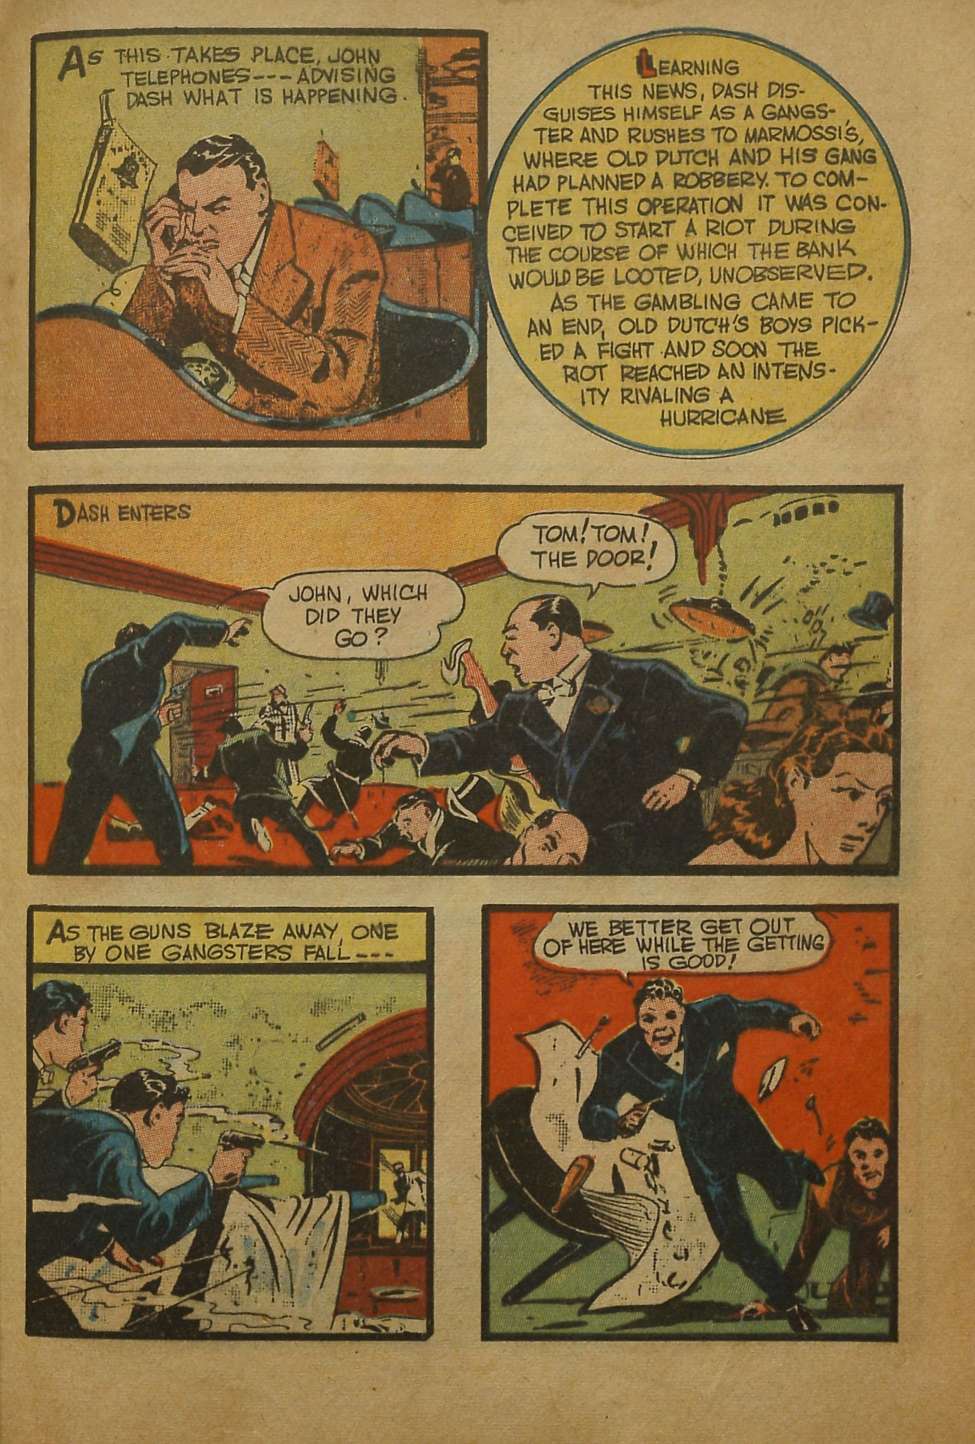 AS THIS TAKES PLACE, JOHN
TELEPHONES---ADVISING
DASH WHAT IS HAPPENING.
LEARNING
THIS NEWS, DASH DIS-
GUISES HIMSELF AS A GANGS-
TER AND RUSHES TO MARMOSSI'S,
WHERE OLD DUTCH AND HIS GANG
HAD PLANNED A ROBBERY. TO COM-
PLETE THIS OPERATION IT WAS CON-
CEIVED TO START A RIOT DURING
THE COURSE OF WHICH THE BANK
WOULD BE LOOTED, UNOBSERVED.
AS THE GAMBLING CAME TO
AN END, OLD DUTCH'S BOYS PICK-
ED A FIGHT AND SOON THE
RIOT REACHED AN INTENS-
ITY RIVALING A
HURRICANE
DASH ENTERS
JOHN, WHICH
DID THEY
GO?
TOM! TOM!
THE DOOR!
AS THE GUNS BLAZE AWAY, ONE
BY ONE GANGSTERS FALL---
WE BETTER GET OUT
OF HERE WHILE THE GETTING
IS GOOD!